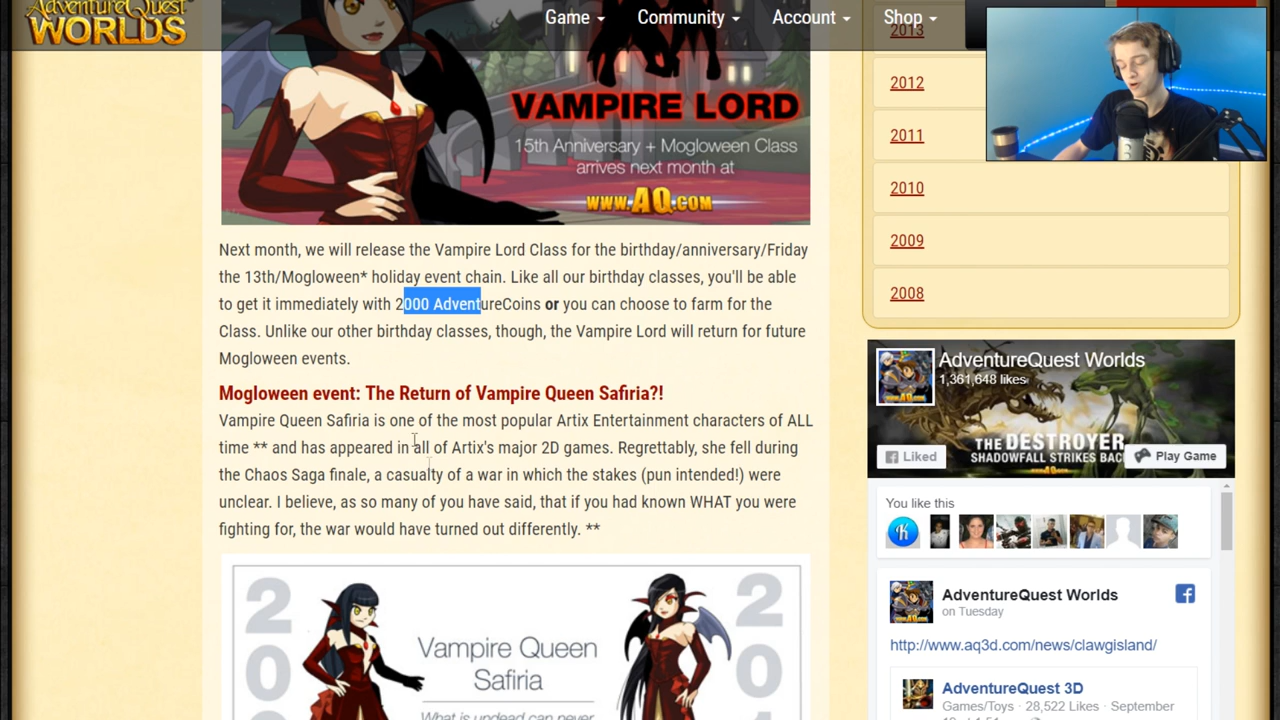 AdventureQuest
WORLDS
Game
Community
Account
Shop
VAMPIRE LORD
15th Anniversary + Mogloween Class
arrives next month at
WWW.AQ.COM
Next month, we will release the Vampire Lord Class for the birthday/anniversary/Friday
the 13th/Mogloween* holiday event chain. Like all our birthday classes, you'll be able
to get it immediately with 2000 AdventureCoins or you can choose to farm for the
Class. Unlike our other birthday classes, though, the Vampire Lord will return for future
Mogloween events.
Mogloween event: The Return of Vampire Queen Safiria?!
Vampire Queen Safiria is one of the most popular Artix Entertainment characters of ALL
time ** and has appeared in all of Artix's major 2D games. Regrettably, she fell during
the Chaos Saga finale, a casualty of a war in which the stakes (pun intended!) were
unclear. I believe, as so many of you have said, that if you had known WHAT you were
fighting for, the war would have turned out differently. **
2
0
Vampire Queen
Safiria
What is undead can never
2
0
2013
2012
2011
2010
2009
2008
AdventureQuest Worlds
1,361,648 likes
THE DESTROYER
SHADOWFALL STRIKES BAC
Liked
Play Game
You like this
AdventureQuest Worlds
on Tuesday
http://www.aq3d.com/news/clawgisland/
AdventureQuest 3D
Games/Toys · 28,522 Likes · September